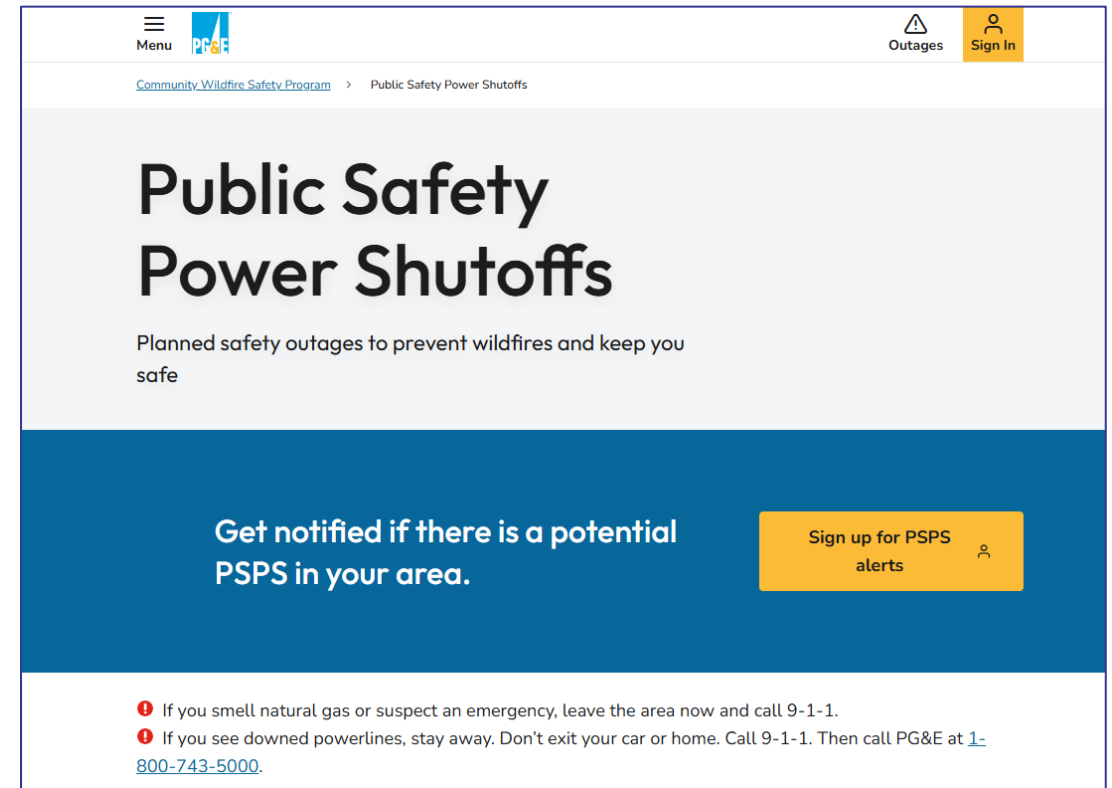 Menu
PG&E
Outages
Sign In
Community Wildfire Safety Program > Public Safety Power Shutoffs
Public Safety
Power Shutoffs
Planned safety outages to prevent wildfires and keep you
safe
Get notified if there is a potential
PSPS in your area.
Sign up for PSPS
alerts
If you smell natural gas or suspect an emergency, leave the area now and call 9-1-1.
If you see downed powerlines, stay away. Don’t exit your car or home. Call 9-1-1. Then call PG&E at 1-
800-743-5000.